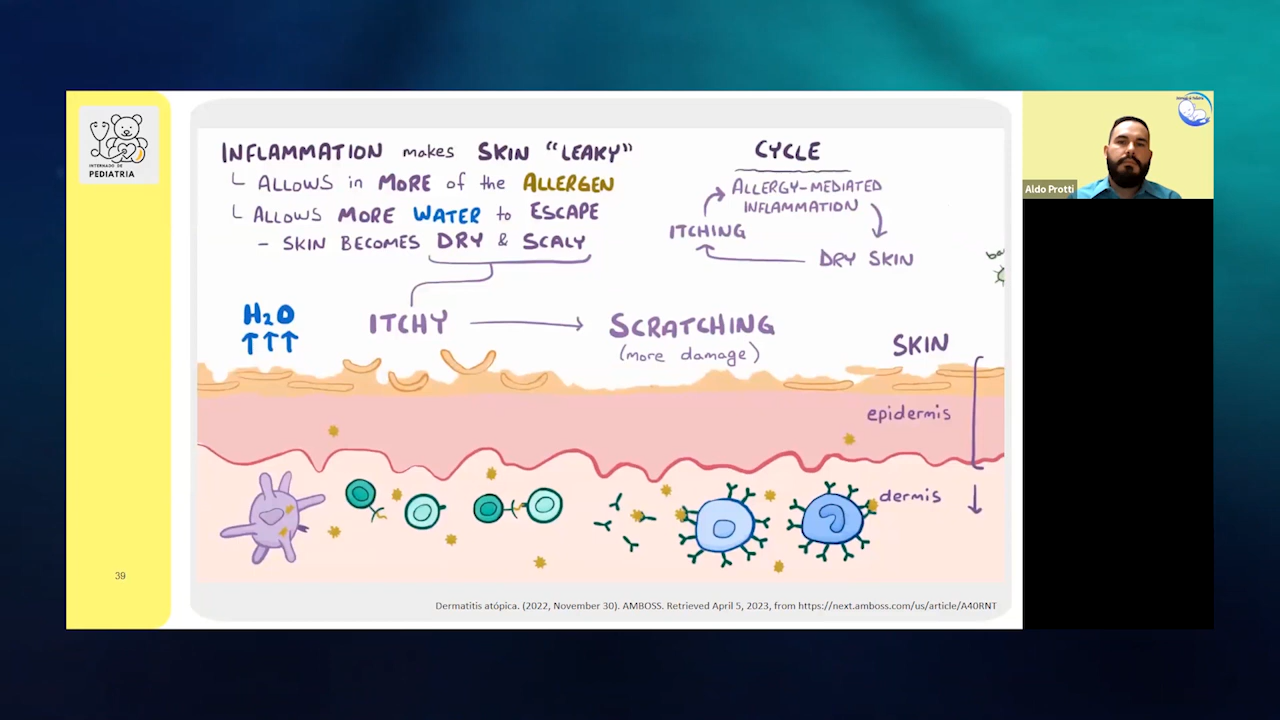 INTERNADO DE
PEDIATRIA
39
INFLAMMATION makes SKIN "LEAKY"
ALLOWS in MORE of the ALLERGEN
ALLOWS MORE WATER to ESCAPE
- SKIN BECOMES DRY & SCALY
CYCLE
ALLERGY-MEDIATED
INFLAMMATION
ITCHING
DRY SKIN
H₂O
↑↑↑
ITCHY
SCRATCHING
(more damage)
SKIN
epidermis
dermis
Dermatitis atópica. (2022, November 30). AMBOSS. Retrieved April 5, 2023, from https://next.amboss.com/us/article/A40RNT
Aldo Protti